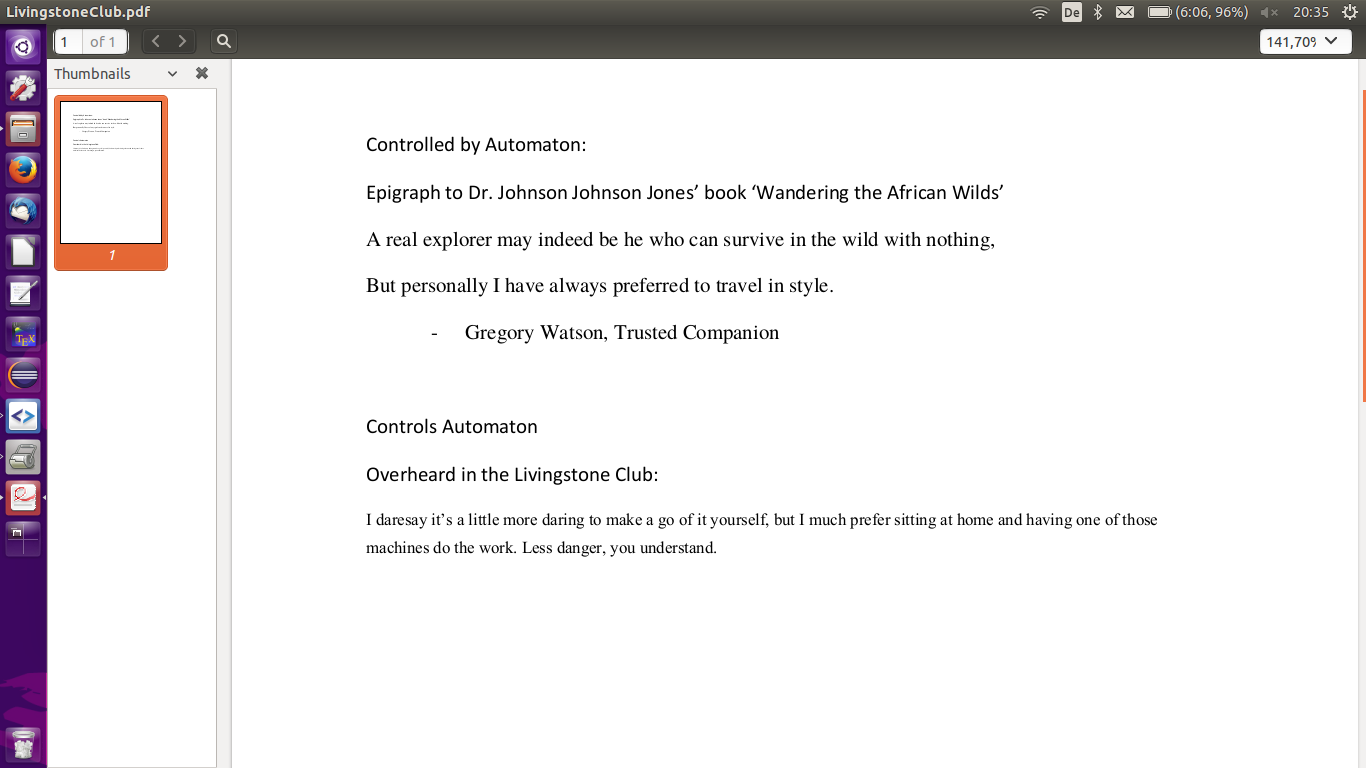 LivingstoneClub.pdf
De
(6:06, 96%)
20:35
1 of 1
141,70%
Thumbnails
1
Controlled by Automaton:
Epigraph to Dr. Johnson Johnson Jones’ book ‘Wandering the African Wilds’
A real explorer may indeed be he who can survive in the wild with nothing,
But personally I have always preferred to travel in style.
- Gregory Watson, Trusted Companion
Controls Automaton
Overheard in the Livingstone Club:
I daresay it’s a little more daring to make a go of it yourself, but I much prefer sitting at home and having one of those
machines do the work. Less danger, you understand.
TEX